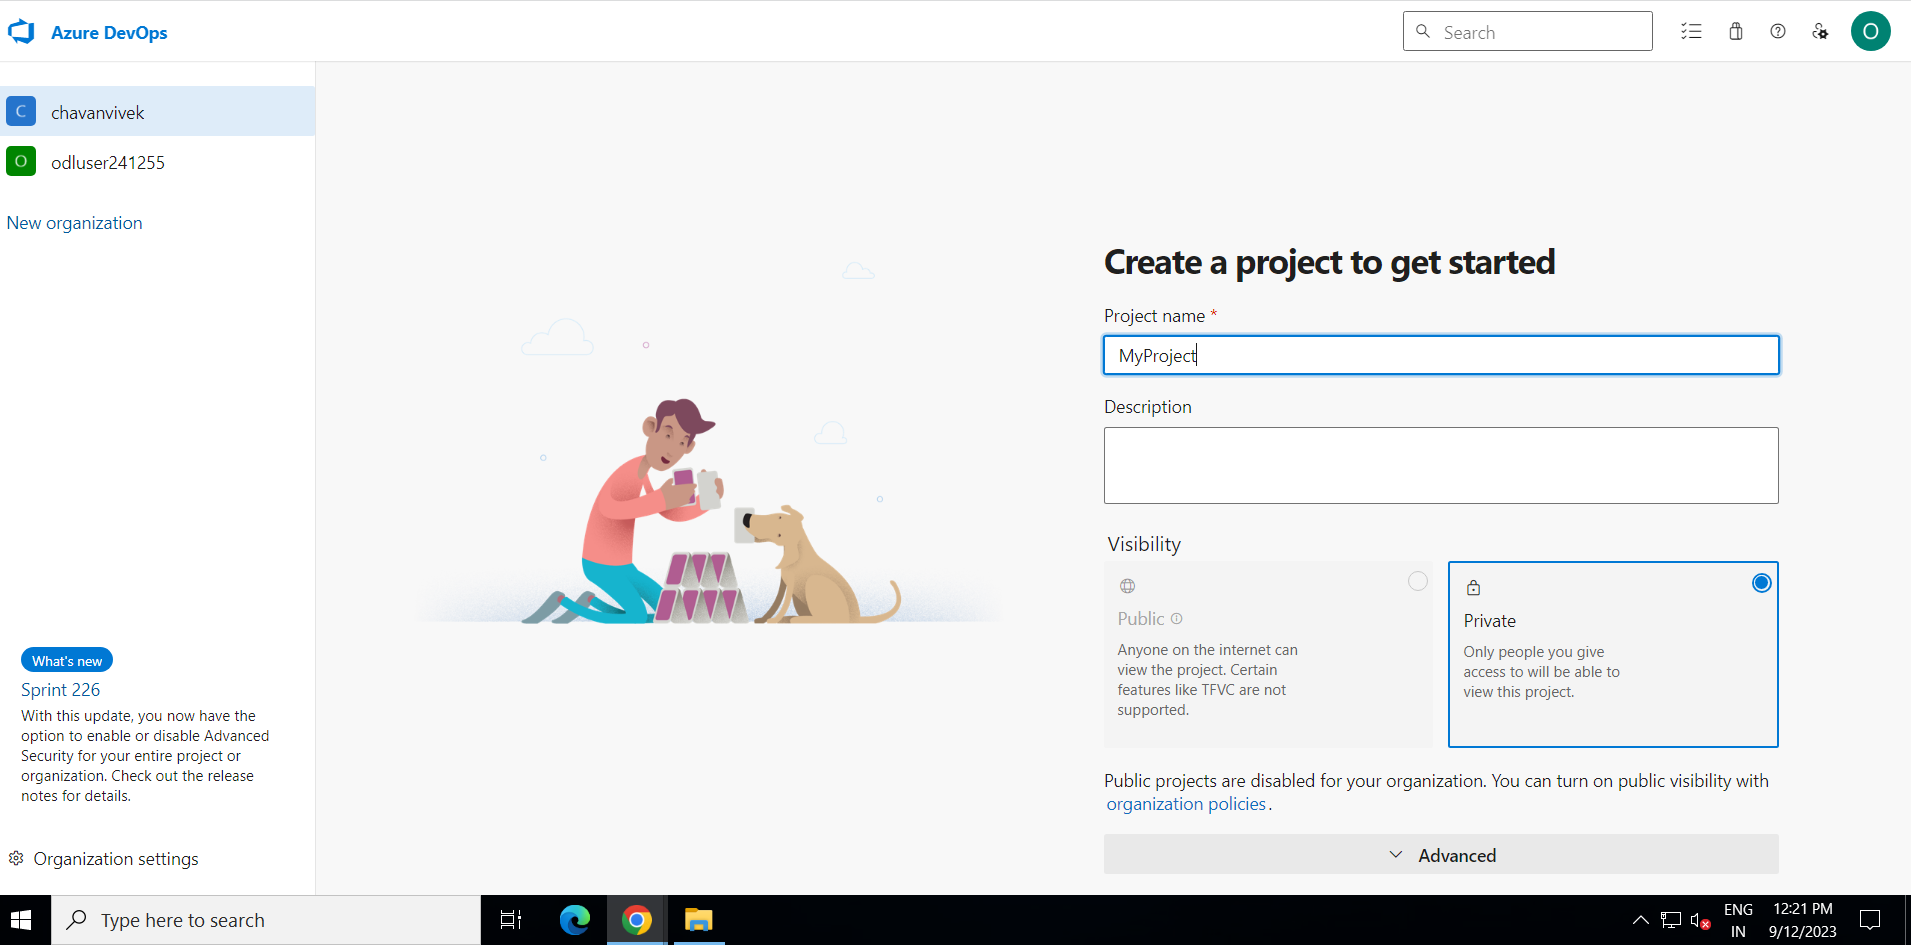 Azure DevOps
Search
O
C
chavanvivek
O
odluser241255
New organization
What's new
Sprint 226
With this update, you now have the
option to enable or disable Advanced
Security for your entire project or
organization. Check out the release
notes for details.
Organization settings
Create a project to get started
Project name *
MyProject
Description
Visibility
Public
Anyone on the internet can
view the project. Certain
features like TFVC are not
supported.
Private
Only people you give
access to will be able to
view this project.
Public projects are disabled for your organization. You can turn on public visibility with
organization policies.
Advanced
Type here to search
ENG
IN
12:21 PM
9/12/2023